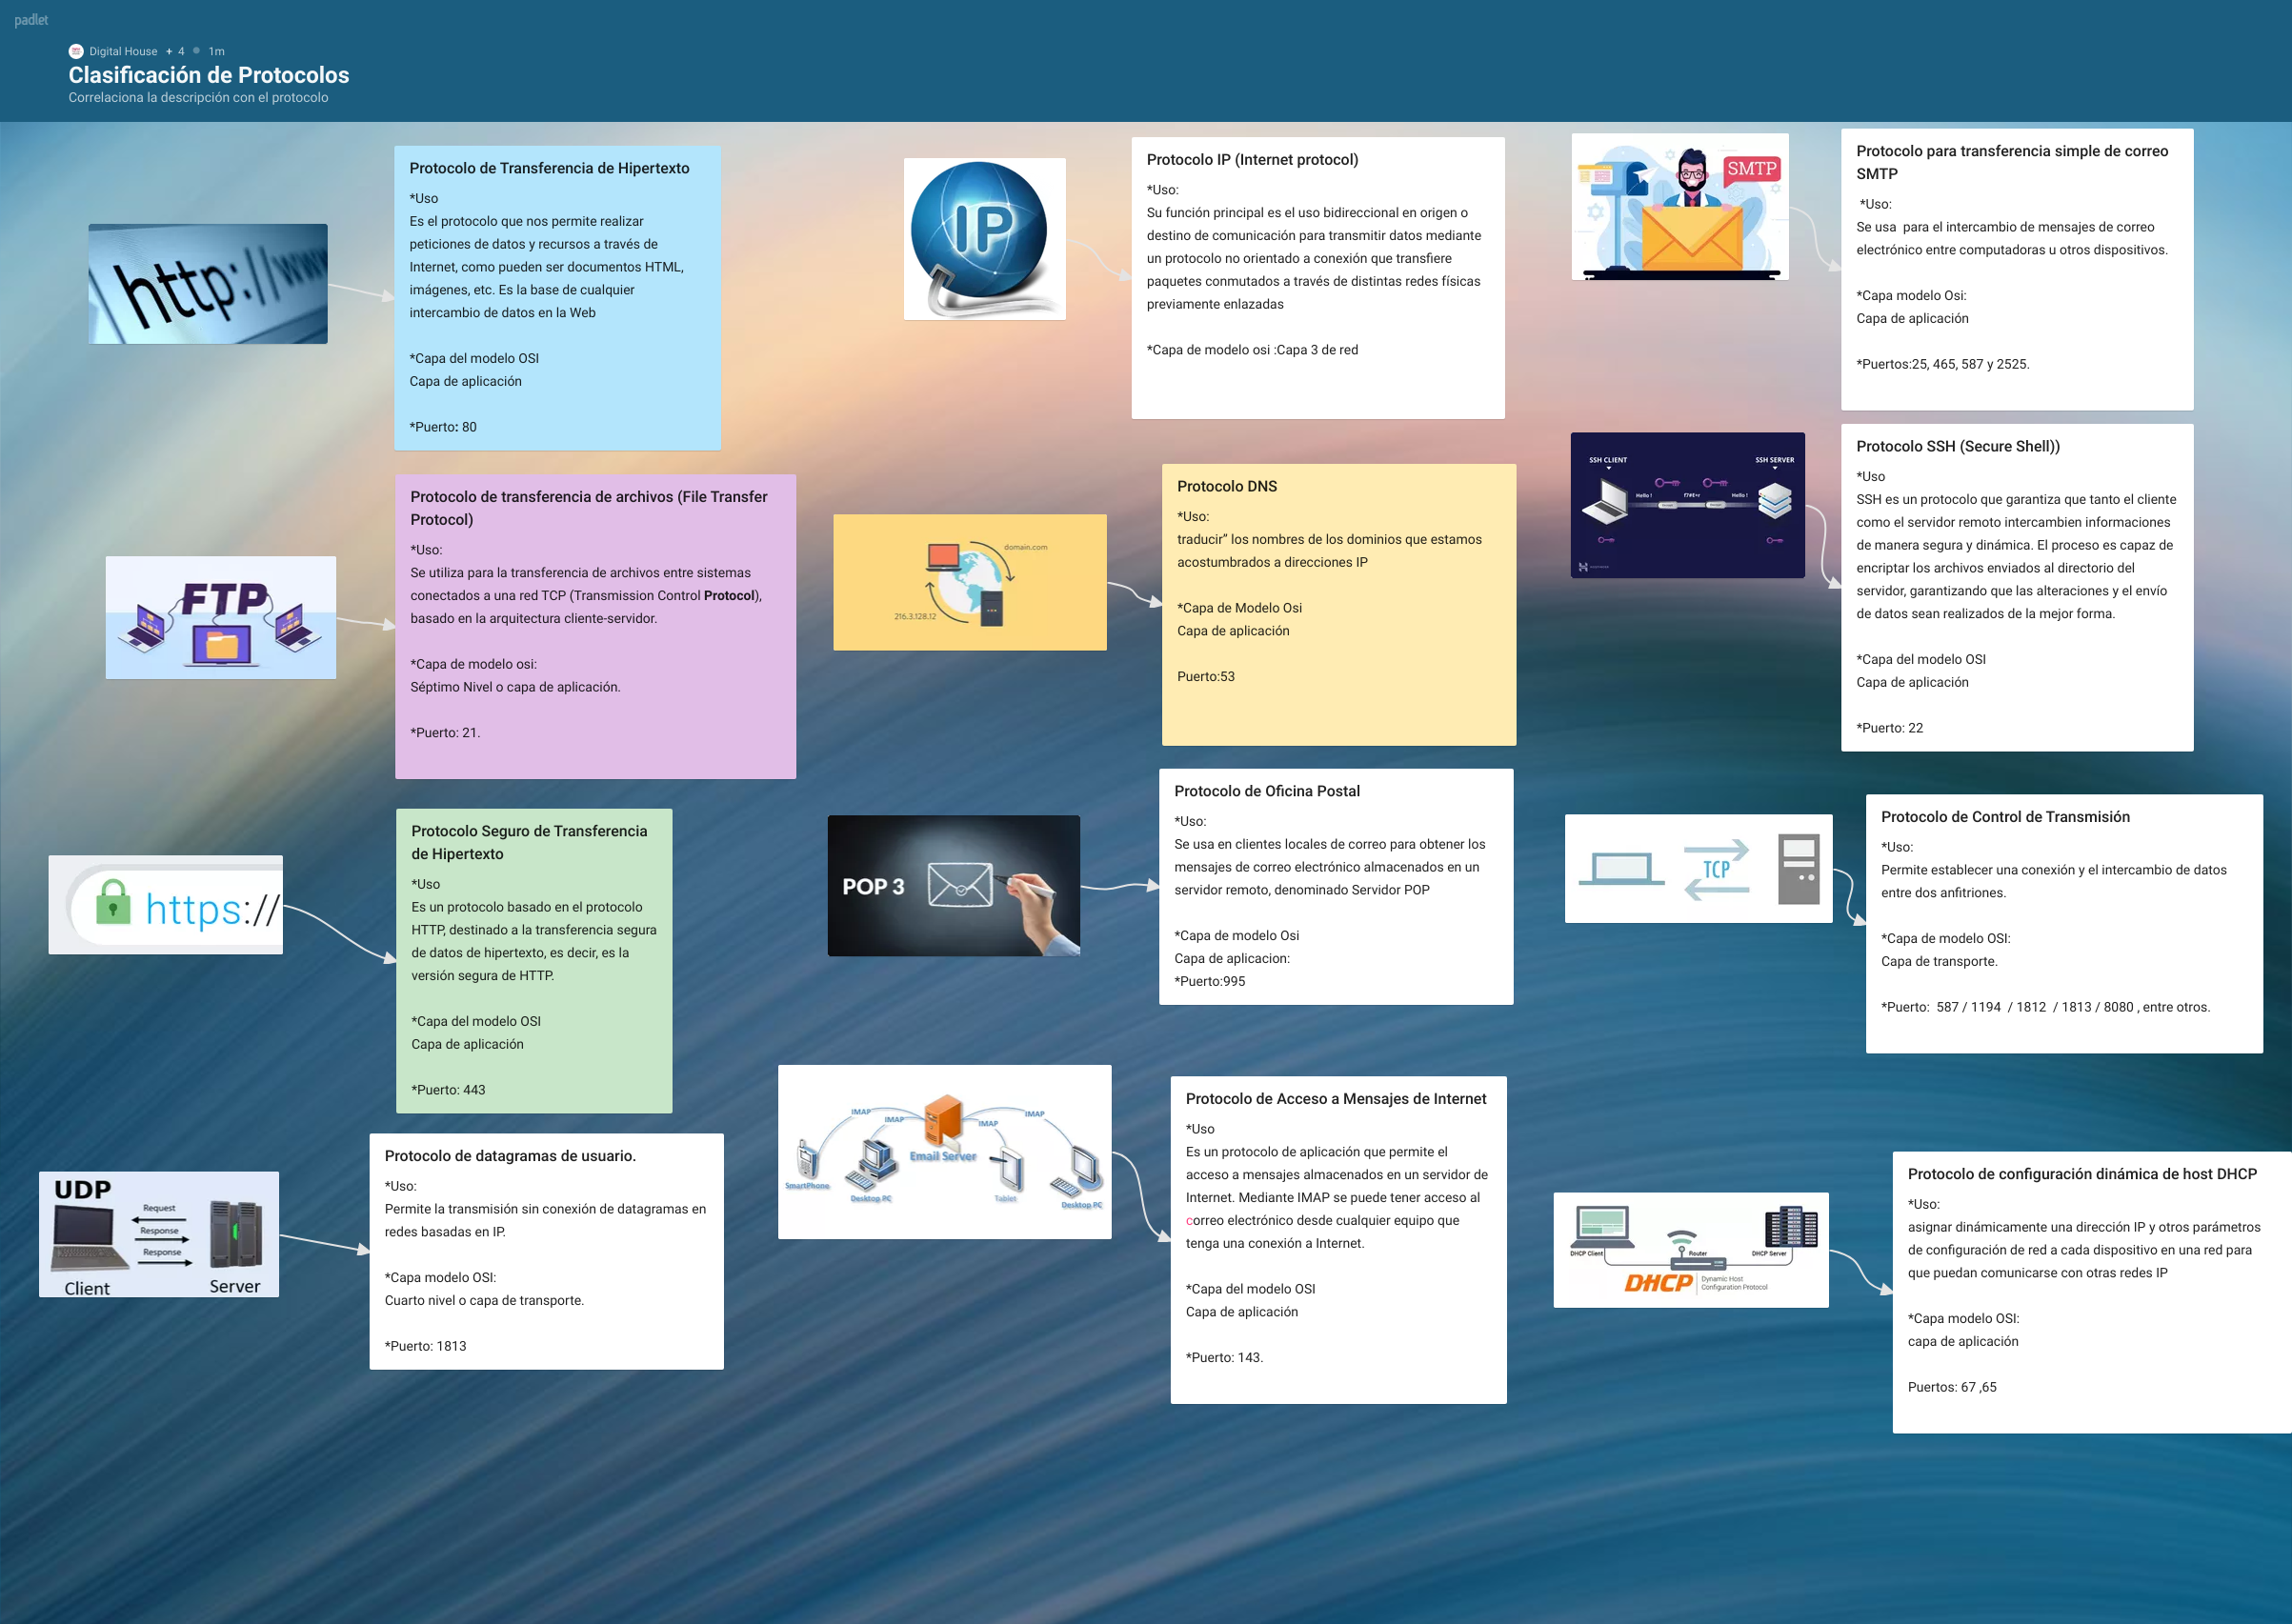 padlet
Digital House + 4 1m
Clasificación de Protocolos
Correlaciona la descripción con el protocolo
http://www
Protocolo de Transferencia de Hipertexto
*Uso
Es el protocolo que nos permite realizar
peticiones de datos y recursos a través de
Internet, como pueden ser documentos HTML,
imágenes, etc. Es la base de cualquier
intercambio de datos en la Web
*Capa del modelo OSI
Capa de aplicación
*Puerto: 80
FTP
Protocolo de transferencia de archivos (File Transfer
Protocol)
*Uso:
Se utiliza para la transferencia de archivos entre sistemas
conectados a una red TCP (Transmission Control Protocol),
basado en la arquitectura cliente-servidor.
*Capa de modelo osi:
Séptimo Nivel o capa de aplicación.
*Puerto: 21.
https://
Protocolo Seguro de Transferencia
de Hipertexto
*Uso
Es un protocolo basado en el protocolo
HTTP, destinado a la transferencia segura
de datos de hipertexto, es decir, es la
versión segura de HTTP.
*Capa del modelo OSI
Capa de aplicación
*Puerto: 443
UDP
Request
Response
Response
Client
Server
Protocolo de datagramas de usuario.
*Uso:
Permite la transmisión sin conexión de datagramas en
redes basadas en IP.
*Capa modelo OSI:
Cuarto nivel o capa de transporte.
*Puerto: 1813
IP
Protocolo IP (Internet protocol)
*Uso:
Su función principal es el uso bidireccional en origen o
destino de comunicación para transmitir datos mediante
un protocolo no orientado a conexión que transfiere
paquetes conmutados a través de distintas redes físicas
previamente enlazadas
*Capa de modelo osi :Capa 3 de red
domain.com
216.3.128.12
Protocolo DNS
*Uso:
traducir” los nombres de los dominios que estamos
acostumbrados a direcciones IP
*Capa de Modelo Osi
Capa de aplicación
Puerto:53
POP 3
Protocolo de Oficina Postal
*Uso:
Se usa en clientes locales de correo para obtener los
mensajes de correo electrónico almacenados en un
servidor remoto, denominado Servidor POP
*Capa de modelo Osi
Capa de aplicacion:
*Puerto:995
IMAP
IMAP
IMAP
IMAP
Email Server
SmartPhone
Desktop PC
Tablet
Desktop PC
Protocolo de Acceso a Mensajes de Internet
*Uso
Es un protocolo de aplicación que permite el
acceso a mensajes almacenados en un servidor de
Internet. Mediante IMAP se puede tener acceso al
correo electrónico desde cualquier equipo que
tenga una conexión a Internet.
*Capa del modelo OSI
Capa de aplicación
*Puerto: 143.
SMTP
Protocolo para transferencia simple de correo
SMTP
*Uso:
Se usa  para el intercambio de mensajes de correo
electrónico entre computadoras u otros dispositivos.
*Capa modelo Osi:
Capa de aplicación
*Puertos:25, 465, 587 y 2525.
SSH CLIENT
SSH SERVER
Hello !
Hello !
Protocolo SSH (Secure Shell))
*Uso
SSH es un protocolo que garantiza que tanto el cliente
como el servidor remoto intercambien informaciones
de manera segura y dinámica. El proceso es capaz de
encriptar los archivos enviados al directorio del
servidor, garantizando que las alteraciones y el envío
de datos sean realizados de la mejor forma.
*Capa del modelo OSI
Capa de aplicación
*Puerto: 22
TCP
Protocolo de Control de Transmisión
*Uso:
Permite establecer una conexión y el intercambio de datos
entre dos anfitriones.
*Capa de modelo OSI:
Capa de transporte.
*Puerto:  587 / 1194  / 1812  / 1813 / 8080 , entre otros.
DHCP Client
Router
DHCP Server
DHCP
Dynamic Host
Configuration Protocol
Protocolo de configuración dinámica de host DHCP
*Uso:
asignar dinámicamente una dirección IP y otros parámetros
de configuración de red a cada dispositivo en una red para
que puedan comunicarse con otras redes IP
*Capa modelo OSI:
capa de aplicación
Puertos: 67 ,65